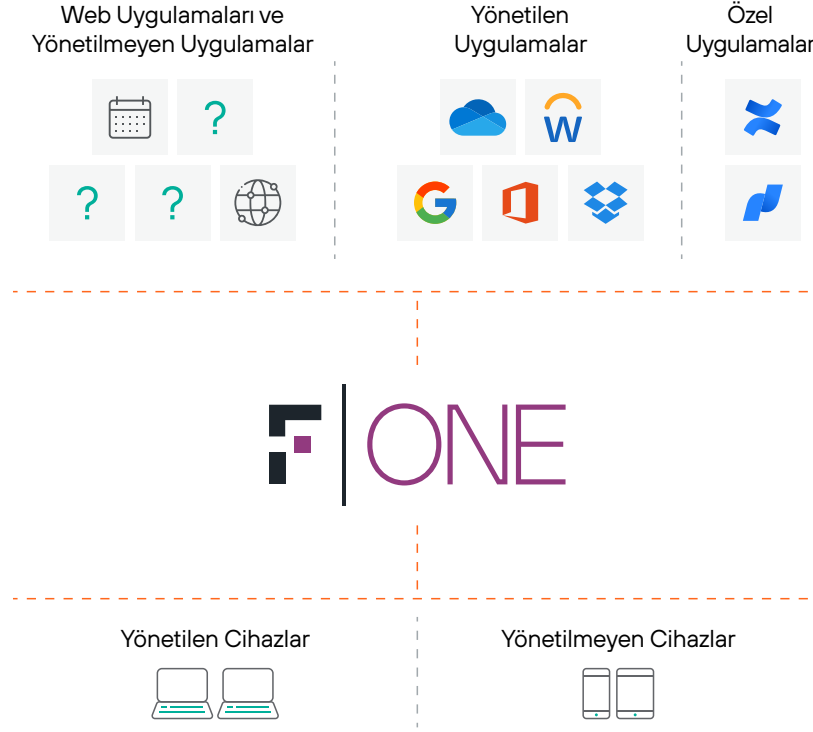 Web Uygulamaları ve
Yönetilmeyen Uygulamalar
Yönetilen
Uygulamalar
Özel
Uygulamalar
?
?
?
W
G
F|ONE
Yönetilen Cihazlar
Yönetilmeyen Cihazlar